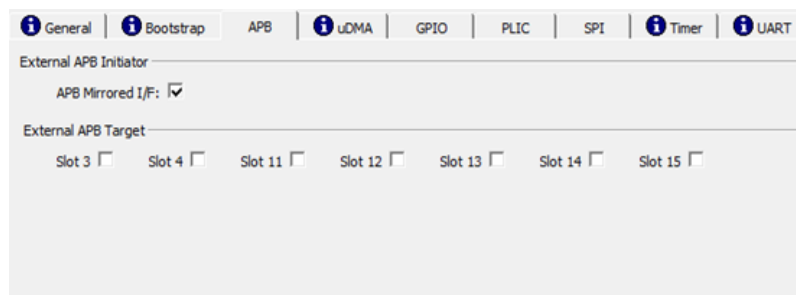 General Bootstrap APB uDMA GPIO PLIC SPI Timer UART
External APB Initiator
APB Mirrored I/F:
External APB Target
Slot 3 Slot 4 Slot 11 Slot 12 Slot 13 Slot 14 Slot 15